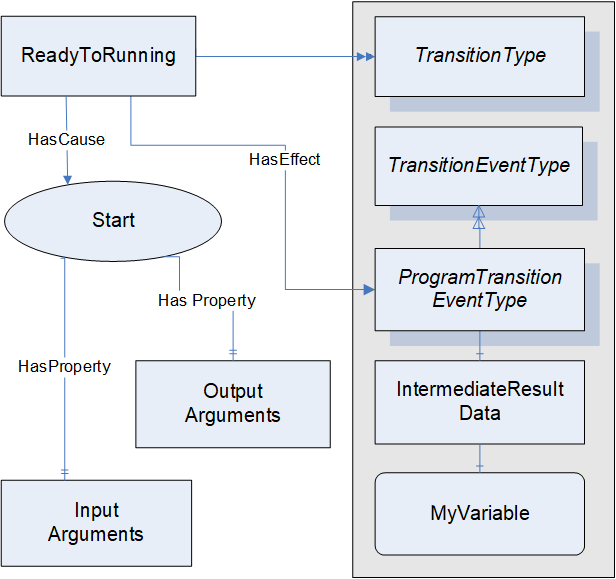 ReadyToRunning
TransitionType
HasCause
HasEffect
TransitionEventType
Start
ProgramTransition
EventType
Has Property
HasProperty
Output
Arguments
IntermediateResult
Data
Input
Arguments
MyVariable